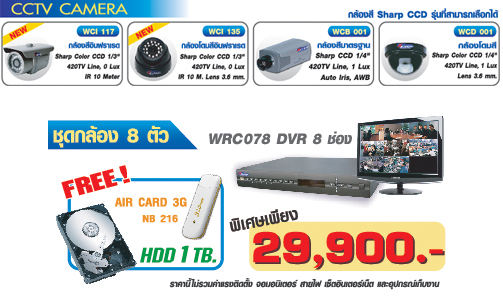 CCTV CAMERA
กล้องสี Sharp CCD รุ่นที่สามารถเลือกได้
NEW
WCI 117
กล้องสีอินฟราเรด
Sharp Color CCD 1/3"
420TV Line, 0 Lux
IR 10 Meter
NEW
WCI 135
กล้องโดมสีอินฟราเรด
Sharp Color CCD 1/3"
420TV Line, 0 Lux
IR 10 M. Lens 3.6 mm.
WCB 001
กล้องสีมาตรฐาน
Sharp CCD 1/4"
420TV Line, 1 Lux
Auto Iris, AWB
WCD 001
กล้องโดมสี
Sharp CCD 1/4"
420TV Line, 1 Lux
Lens 3.6 mm.
ชุดกล้อง 8 ตัว
WRC078 DVR 8 ช่อง
FREE !
AIR CARD 3G
NB 216
HDD 1 TB.
พิเศษเพียง
29,900.-
ราคานี้ไม่รวมค่าแรงติดตั้ง จอมอนิเตอร์ สายไฟ เซ็ตอินเตอร์เน็ต และอุปกรณ์เก็บงาน